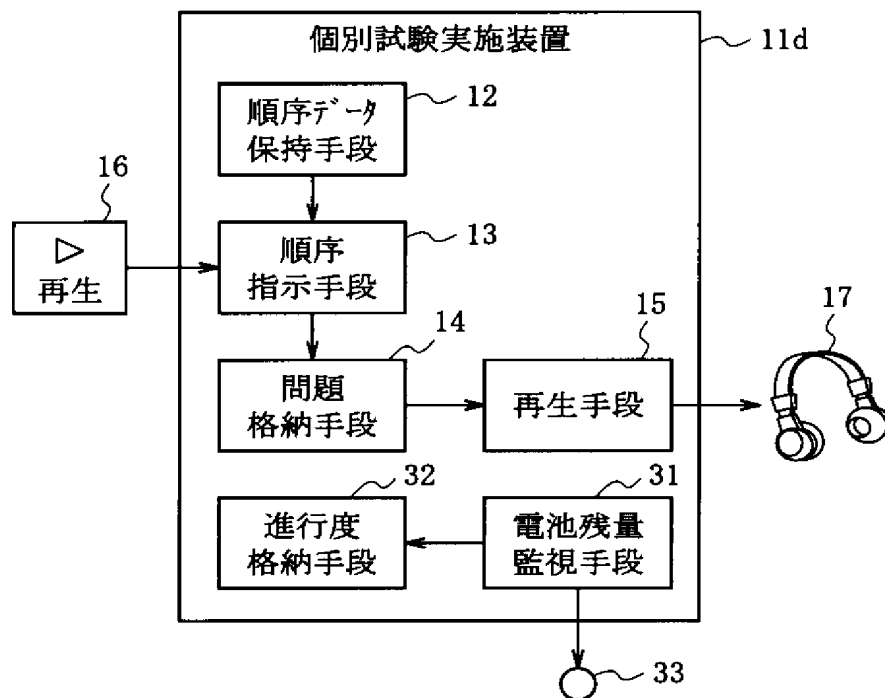 個別試験実施装置
11d
順序データ
保持手段
12
16
▷
再生
順序
指示手段
13
14
問題
格納手段
15
再生手段
17
32
進行度
格納手段
31
電池残量
監視手段
33